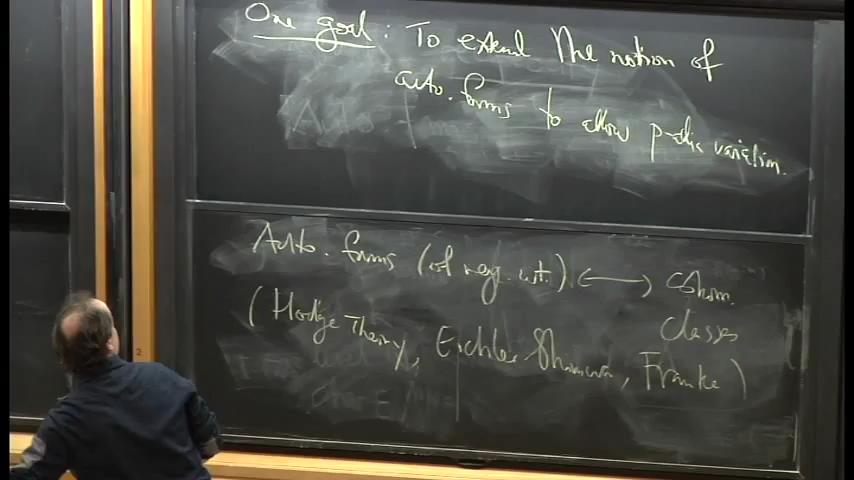 One goal: To extend the notion of
auto. forms to allow p-adic variation.
Auto. forms (of reg. wt.) ⟷ cohom.
classes
(Hodge Theory, Eichler Shimura, Franke)